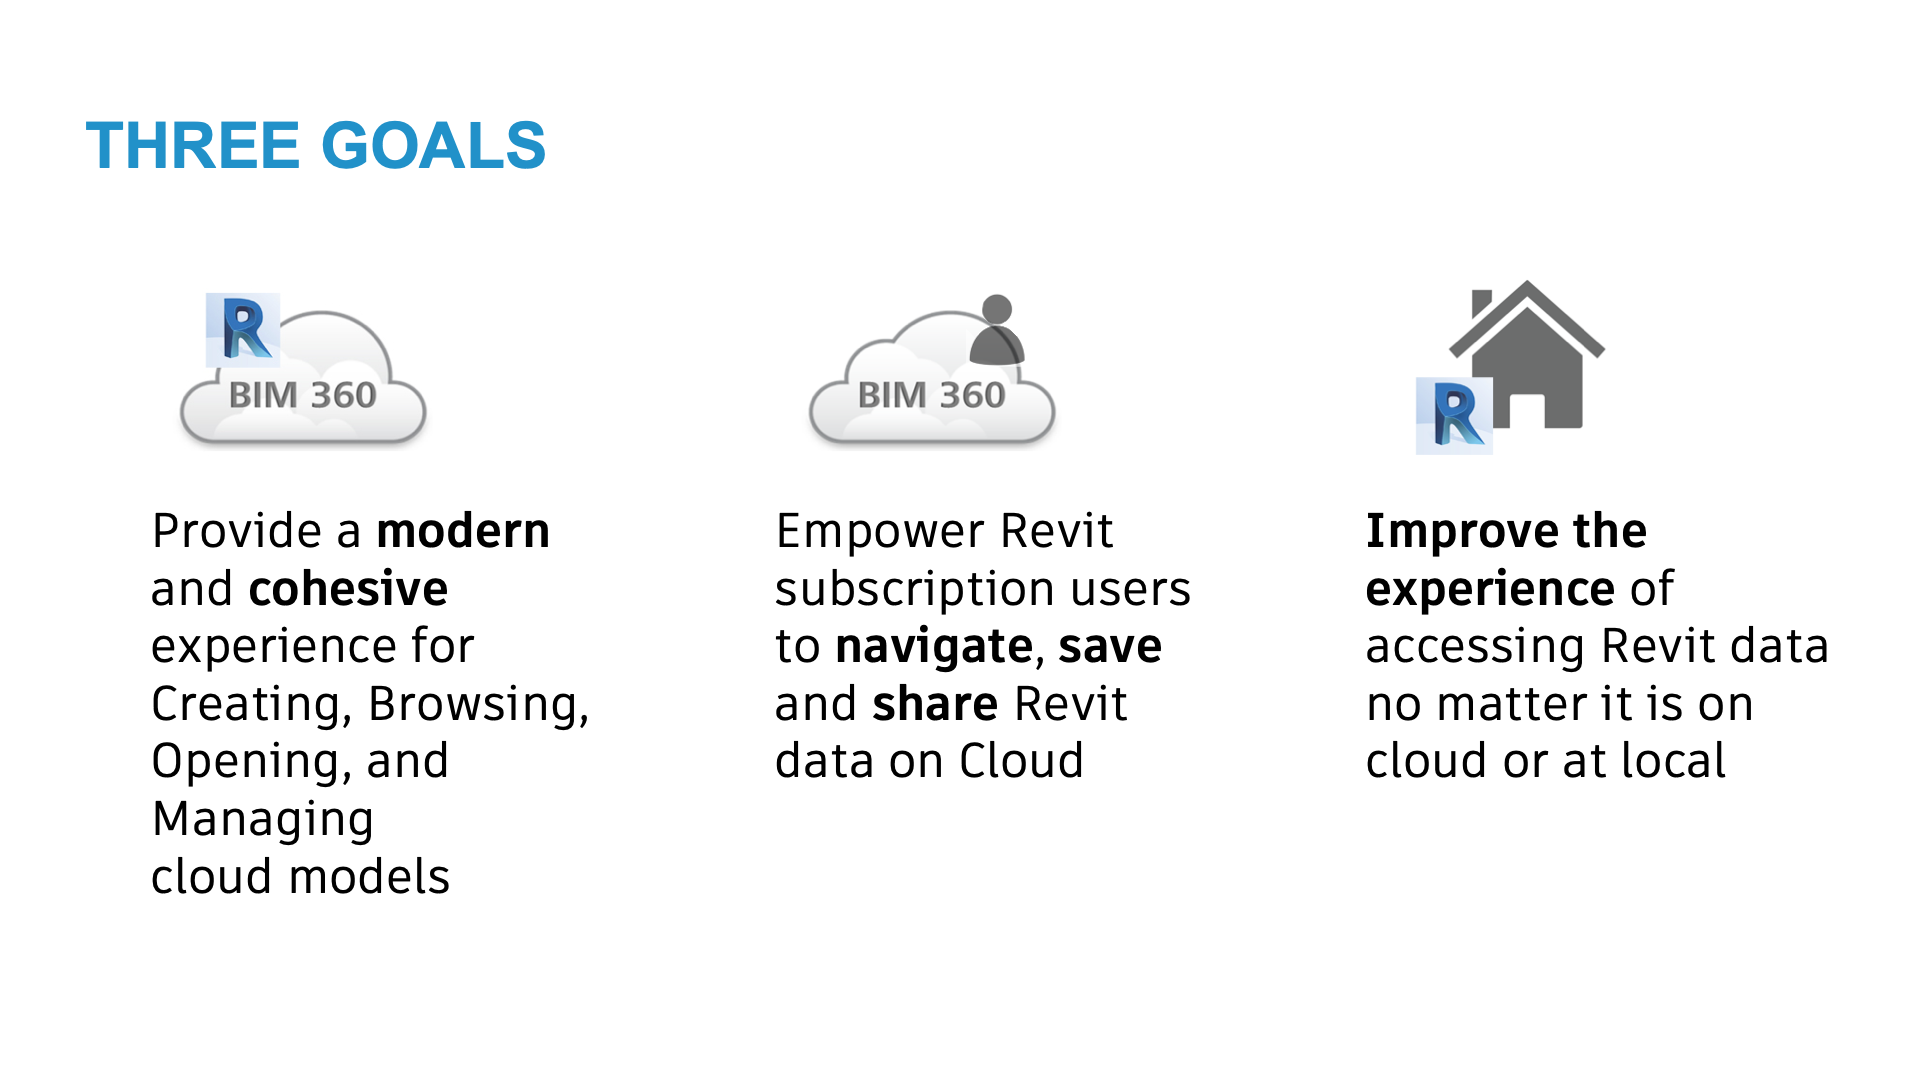 THREE GOALS
R
BIM 360
Provide a modern
and cohesive
experience for
Creating, Browsing,
Opening, and
Managing
cloud models
BIM 360
Empower Revit
subscription users
to navigate, save
and share Revit
data on Cloud
R
Improve the
experience of
accessing Revit data
no matter it is on
cloud or at local